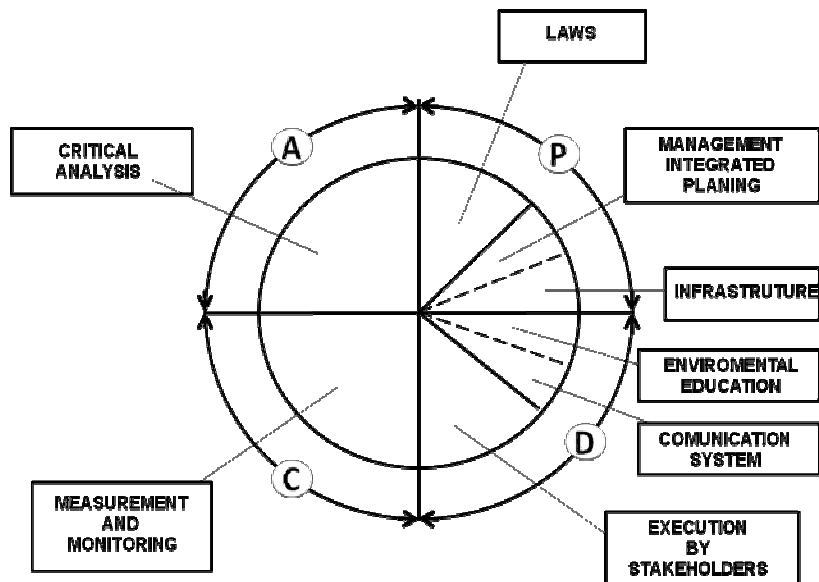 LAWS
CRITICAL
ANALYSIS
A
P
MANAGEMENT
INTEGRATED
PLANING
INFRASTRUTURE
ENVIROMENTAL
EDUCATION
COMUNICATION
SYSTEM
D
C
MEASUREMENT
AND
MONITORING
EXECUTION
BY
STAKEHOLDERS